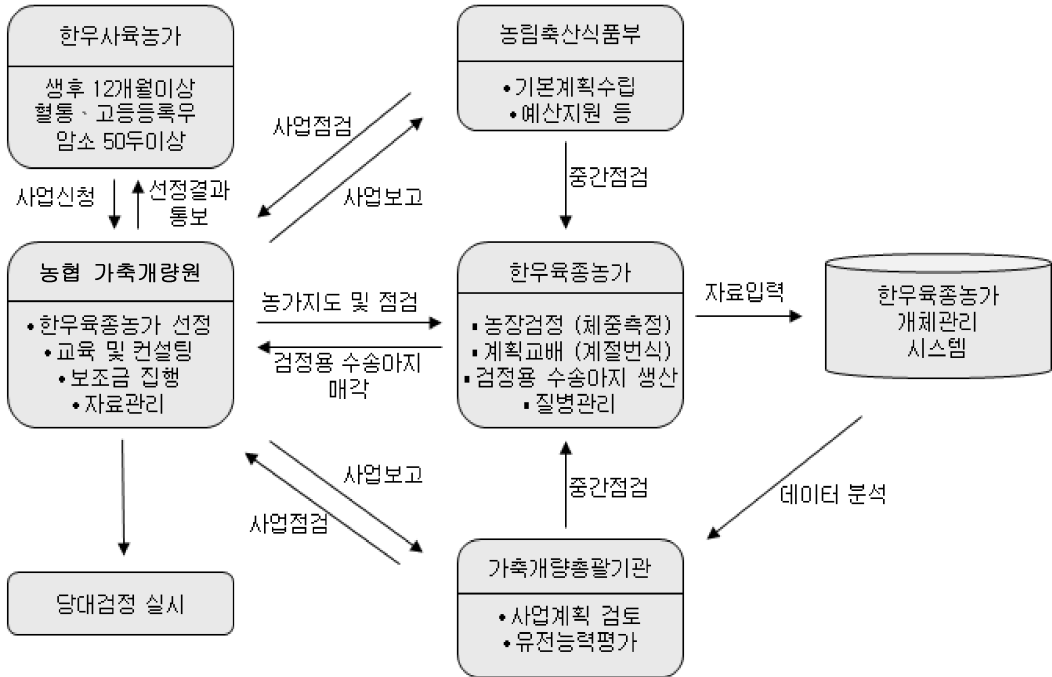 한우사육농가
생후 12개월이상
혈통ㆍ고등등록우
암소 50두이상
농림축산식품부
•기본계획수립
•예산지원 등
사업점검
사업보고
중간점검
사업신청
선정결과
통보
농협 가축개량원
•한우육종농가 선정
•교육 및 컨설팅
•보조금 집행
•자료관리
농가지도 및 점검
검정용 수송아지
매각
한우육종농가
▪농장검정 (체중측정)
▪계획교배 (계절번식)
▪검정용 수송아지 생산
▪질병관리
자료입력
한우육종농가
개체관리
시스템
사업보고
사업점검
중간점검
데이터 분석
당대검정 실시
가축개량총괄기관
•사업계획 검토
•유전능력평가